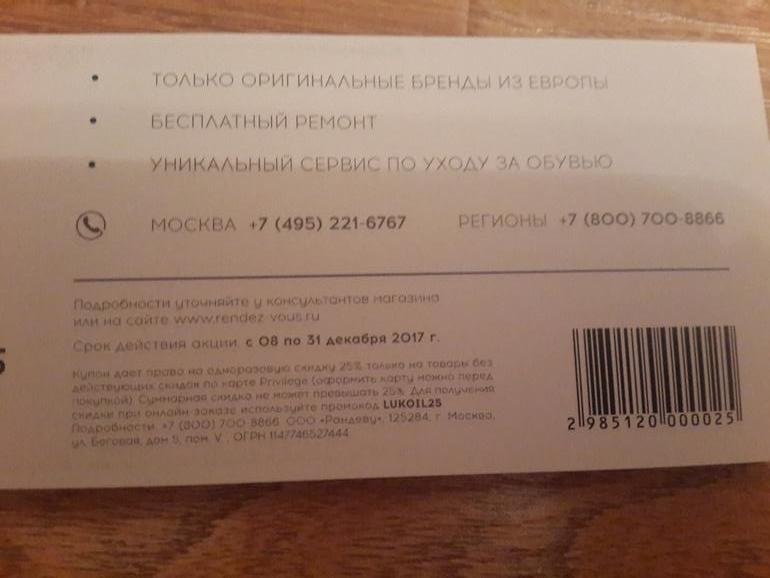 • ТОЛЬКО ОРИГИНАЛЬНЫЕ БРЕНДЫ ИЗ ЕВРОПЫ
• БЕСПЛАТНЫЙ РЕМОНТ
• УНИКАЛЬНЫЙ СЕРВИС ПО УХОДУ ЗА ОБУВЬЮ
МОСКВА +7 (495) 221-6767 РЕГИОНЫ +7 (800) 700-8866
Подробности уточняйте у консультантов магазина
или на сайте www.rendez-vous.ru
Срок действия акции: с 08 по 31 декабря 2017 г.
Купон дает право на одноразовую скидку 25% только на товары без
действующих скидок по карте Privilege (оформить карту можно перед
покупкой). Суммарная скидка не может превышать 25%. Для получения
скидки при онлайн-заказе используйте промокод LUKOIL25
Подробности: +7 (800) 700-8866. ООО «Рандеву», 125284, г. Москва,
ул. Беговая, дом 5, пом. V , ОГРН 1147746527444
2 985120 000025